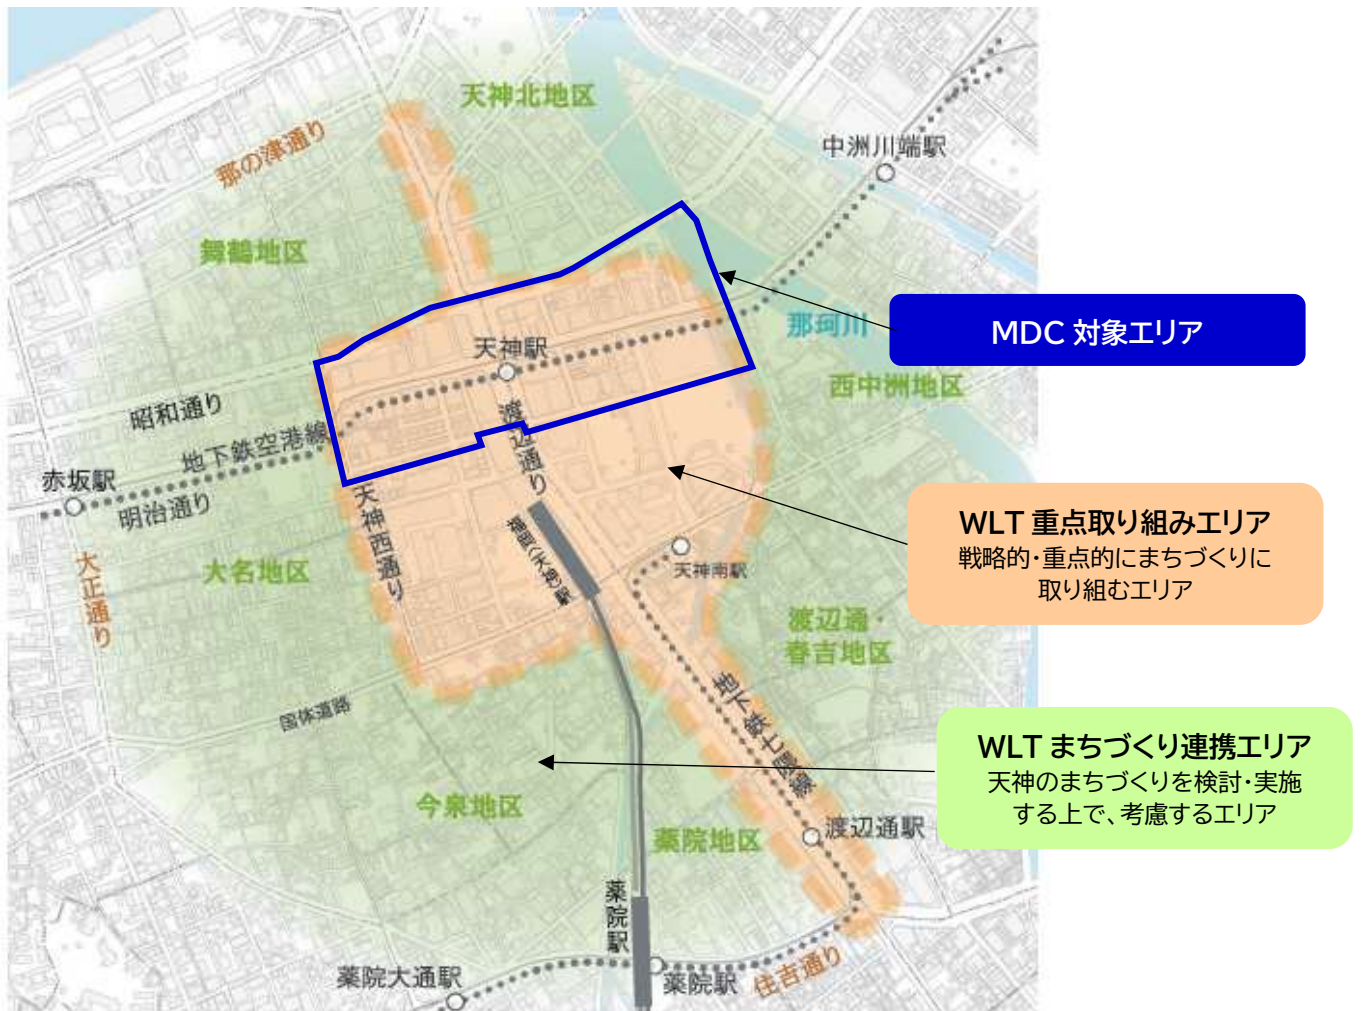 天神北地区
中洲川端駅
那の津通り
舞鶴地区
那珂川
MDC 対象エリア
天神駅
西中洲地区
昭和通り
渡辺通り
地下鉄空港線
赤坂駅
明治通り
天神西通り
WLT 重点取り組みエリア
戦略的・重点的にまちづくりに
取り組むエリア
福岡(天神)駅
天神南駅
大名地区
大正通り
渡辺通・
春吉地区
国体道路
地下鉄七隈線
WLT まちづくり連携エリア
天神のまちづくりを検討・実施
する上で、考慮するエリア
今泉地区
薬院地区
渡辺通駅
薬院駅
薬院大通駅
薬院駅
住吉通り